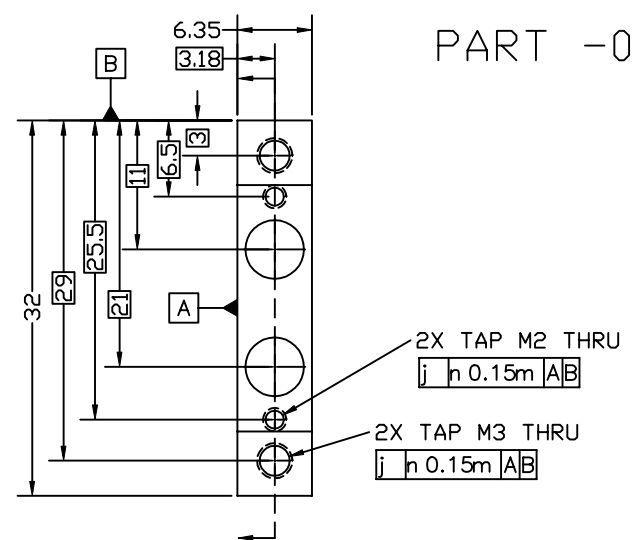 PART -0
6.35
3.18
B
3
6.5
11
25.5
21
29
32
A
2X TAP M2 THRU
j n 0.15m A B
2X TAP M3 THRU
j n 0.15m A B